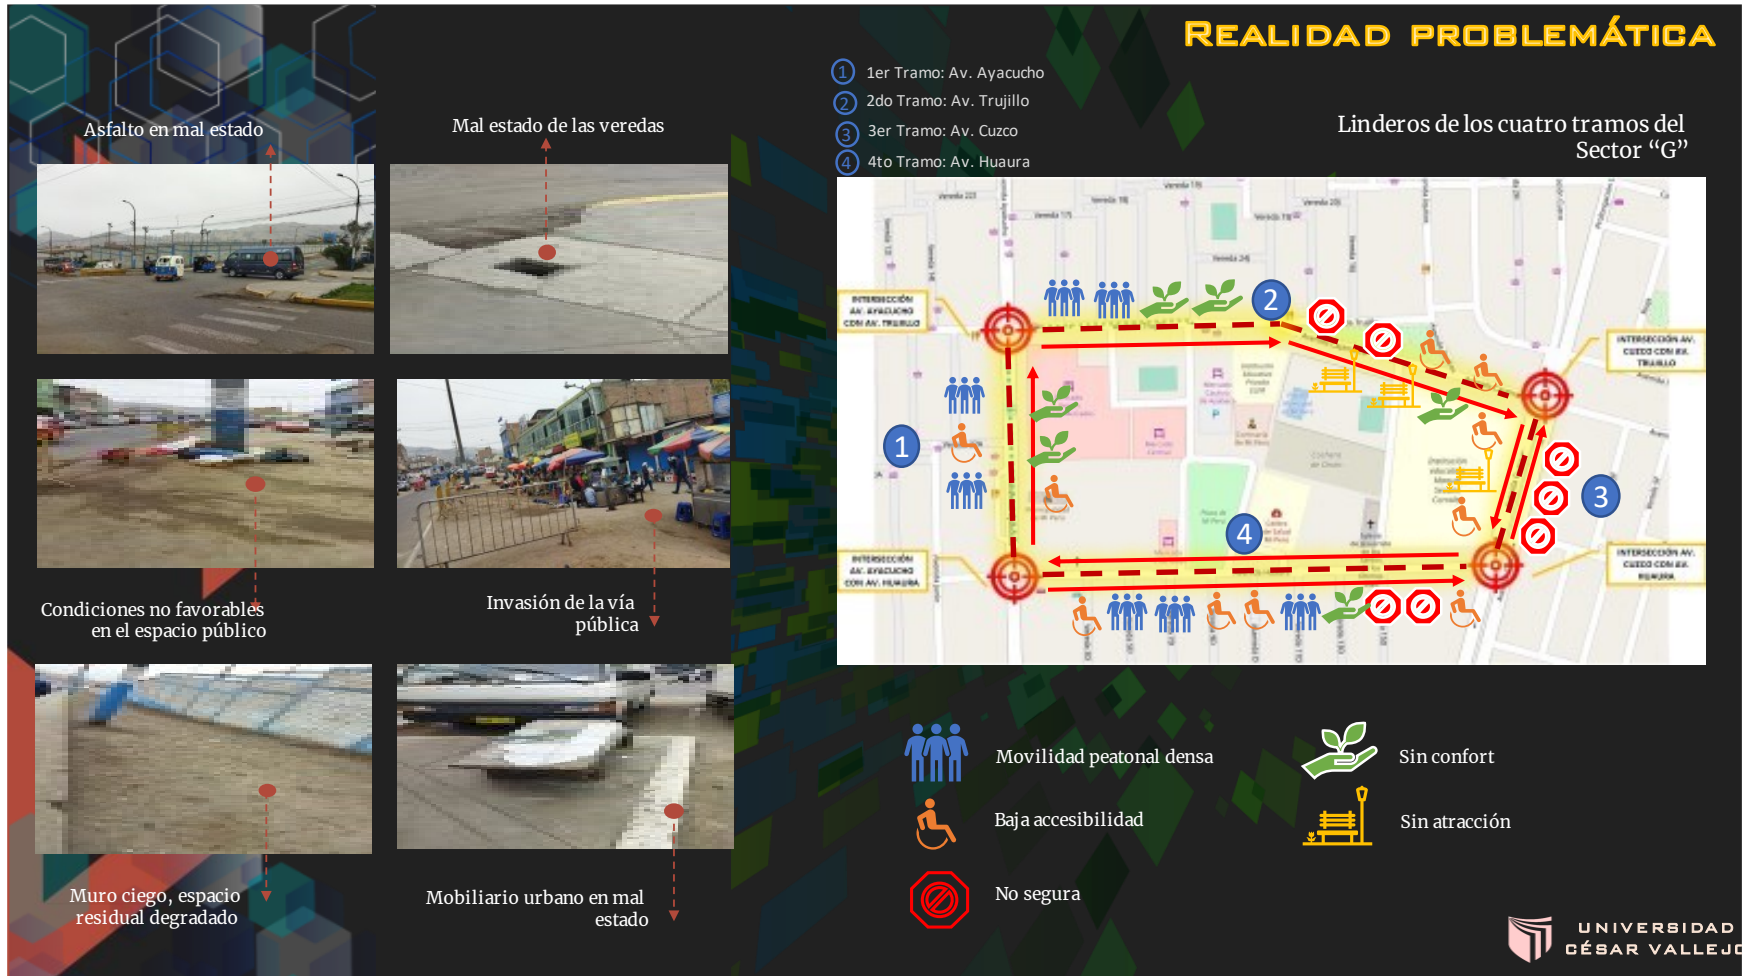 REALIDAD PROBLEMÁTICA
1 1er Tramo: Av. Ayacucho
2 2do Tramo: Av. Trujillo
3 3er Tramo: Av. Cuzco
4 4to Tramo: Av. Huaura
Linderos de los cuatro tramos del
Sector “G”
Asfalto en mal estado
Mal estado de las veredas
Condiciones no favorables
en el espacio público
Invasión de la vía
pública
Muro ciego, espacio
residual degradado
Mobiliario urbano en mal
estado
INTERSECCIÓN
AV. AYACUCHO
CON AV. TRUJILLO
INTERSECCIÓN AV.
CUZCO CON AV.
TRUJILLO
INTERSECCIÓN
AV. AYACUCHO
CON AV. HUAURA
INTERSECCIÓN AV.
CUZCO CON AV.
HUAURA
1
2
3
4
Movilidad peatonal densa
Sin confort
Baja accesibilidad
Sin atracción
No segura
UNIVERSIDAD
CÉSAR VALLEJO